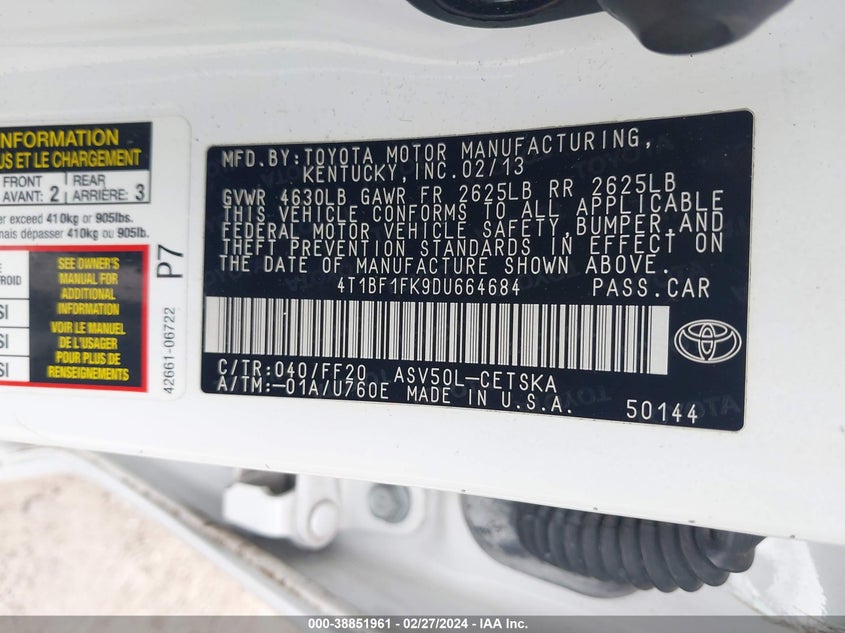 INFORMATION
US ET LE CHARGEMENT
FRONT
AVANT: 2
REAR
ARRIÈRE: 3
er exceed 410kg or 905lbs.
mais dépasser 410kg ou 905lb.
SEE OWNER'S
MANUAL FOR
ADDITIONAL
INFORMATION
VOIR LE MANUEL
DE L'USAGER
POUR PLUS DE
RENSEIGNEMENTS
P7
42661-06722
MFD.BY:TOYOTA MOTOR MANUFACTURING,
KENTUCKY,INC.02/13
GVWR 4630LB GAWR FR 2625LB RR 2625LB
THIS VEHICLE CONFORMS TO ALL APPLICABLE
FEDERAL MOTOR VEHICLE SAFETY,BUMPER,AND
THEFT PREVENTION STANDARDS IN EFFECT ON
THE DATE OF MANUFACTURE SHOWN ABOVE.
4T1BF1FK9DU664684 PASS.CAR
C/TR:040/FF20 ASV50L-CETSKA
A/TM:-01A/U760E MADE IN U.S.A. 50144
000-38851961 - 02/27/2024 - IAA Inc.